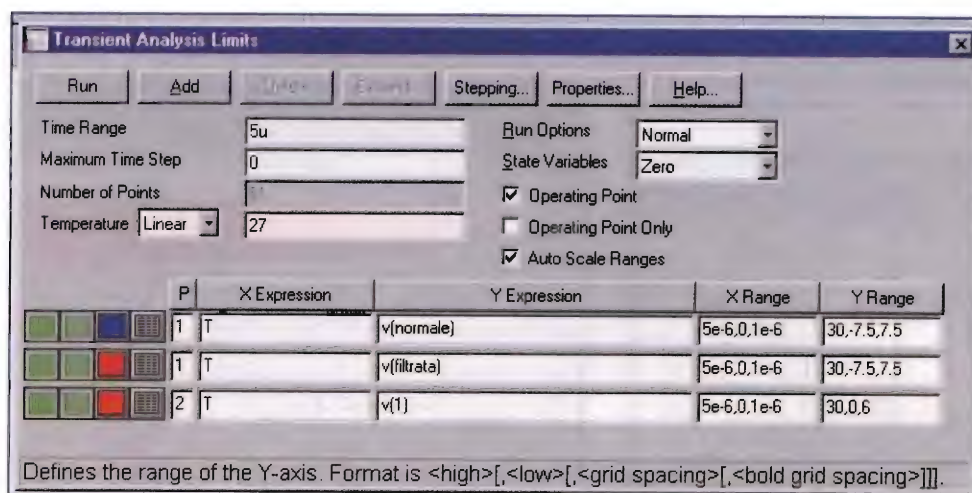 Transient Analysis Limits
Run Add Stepping... Properties... Help...
Time Range 5u Run Options Normal
Maximum Time Step 0 State Variables Zero
Number of Points Operating Point
Temperature Linear 27 Operating Point Only
Auto Scale Ranges
P X Expression Y Expression X Range Y Range
1 T v(normale) 5e-6,0,1e-6 30,-7.5,7.5
1 T v(filtrata) 5e-6,0,1e-6 30,-7.5,7.5
2 T v(1) 5e-6,0,1e-6 30,0,6
Defines the range of the Y-axis. Format is <high>[,<low>[,<grid spacing>[,<bold grid spacing>]]].